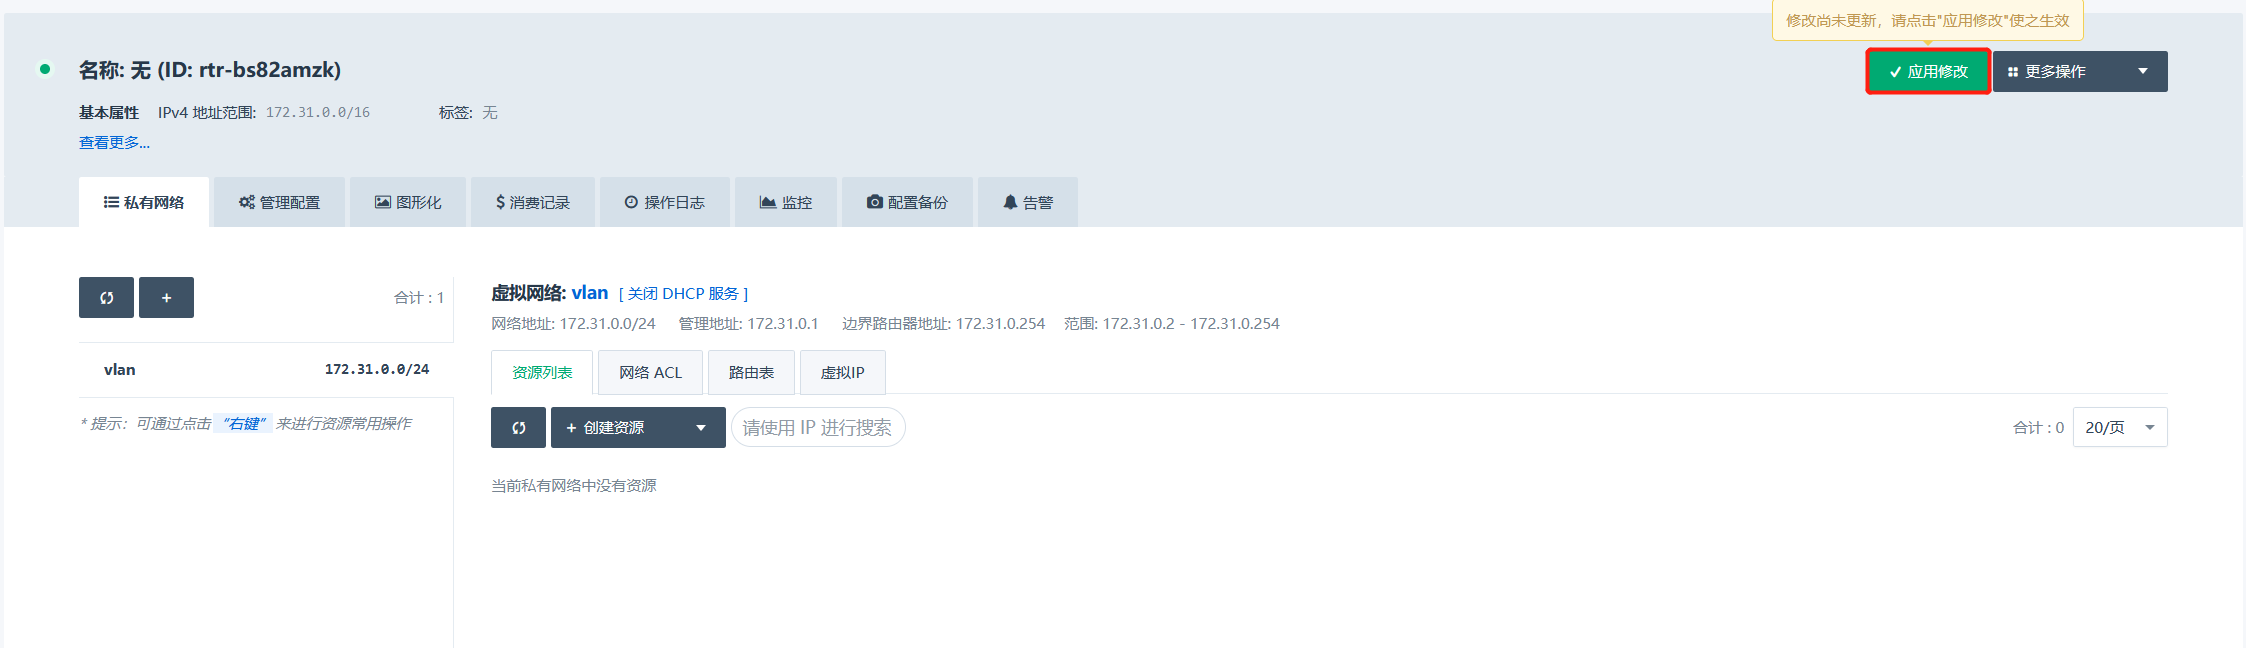 修改尚未更新，请点击"应用修改"使之生效
名称: 无 (ID: rtr-bs82amzk)
应用修改
更多操作
基本属性 IPv4 地址范围: 172.31.0.0/16 标签: 无
查看更多...
私有网络 管理配置 图形化 消费记录 操作日志 监控 配置备份 告警
合计 : 1
vlan 172.31.0.0/24
* 提示：可通过点击 “右键” 来进行资源常用操作
虚拟网络: vlan [ 关闭 DHCP 服务 ]
网络地址: 172.31.0.0/24 管理地址: 172.31.0.1 边界路由器地址: 172.31.0.254 范围: 172.31.0.2 - 172.31.0.254
资源列表 网络 ACL 路由表 虚拟IP
+ 创建资源 请使用 IP 进行搜索 合计 : 0 20/页
当前私有网络中没有资源